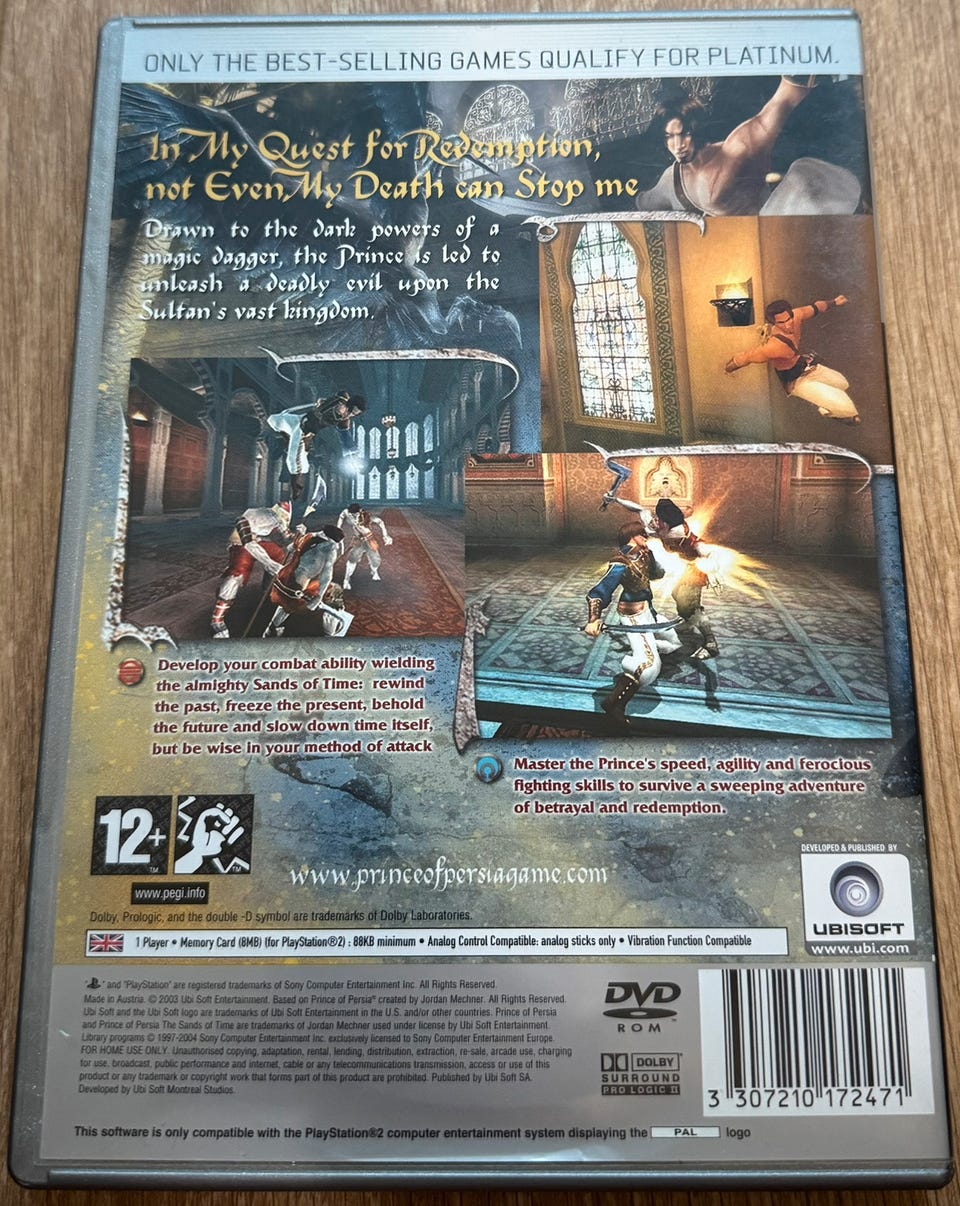 ONLY THE BEST-SELLING GAMES QUALIFY FOR PLATINUM.
In My Quest for Redemption,
not Even My Death can Stop me
Drawn to the dark powers of a
magic dagger, the Prince is led to
unleash a deadly evil upon the
Sultan's vast kingdom.
Develop your combat ability wielding
the almighty Sands of Time: rewind
the past, freeze the present, behold
the future and slow down time itself,
but be wise in your method of attack
Master the Prince's speed, agility and ferocious
fighting skills to survive a sweeping adventure
of betrayal and redemption.
12+
TM
TM
www.pegi.info
www.princeofpersiagame.com
DEVELOPED & PUBLISHED BY
UBISOFT
www.ubi.com
Dolby, Prologic, and the double -D symbol are trademarks of Dolby Laboratories.
1 Player • Memory Card (8MB) (for PlayStation®2) : 88KB minimum • Analog Control Compatible: analog sticks only • Vibration Function Compatible
" " and "PlayStation" are registered trademarks of Sony Computer Entertainment Inc. All Rights Reserved.
Made in Austria. © 2003 Ubi Soft Entertainment. Based on Prince of Persia® created by Jordan Mechner. All Rights Reserved.
Ubi Soft and the Ubi Soft logo are trademarks of Ubi Soft Entertainment in the U.S. and/or other countries. Prince of Persia
and Prince of Persia The Sands of Time are trademarks of Jordan Mechner used under license by Ubi Soft Entertainment.
Library programs © 1997-2004 Sony Computer Entertainment Inc. exclusively licensed to Sony Computer Entertainment Europe.
FOR HOME USE ONLY. Unauthorised copying, adaptation, rental, lending, distribution, extraction, re-sale, arcade use, charging
for use, broadcast, public performance and internet, cable or any telecommunications transmission, access or use of this
product or any trademark or copyright work that forms part of this product are prohibited. Published by Ubi Soft SA.
Developed by Ubi Soft Montreal Studios.
DVD
ROM
DOLBY
SURROUND
PRO LOGIC II
3 307210 172471
This software is only compatible with the PlayStation®2 computer entertainment system displaying the PAL logo